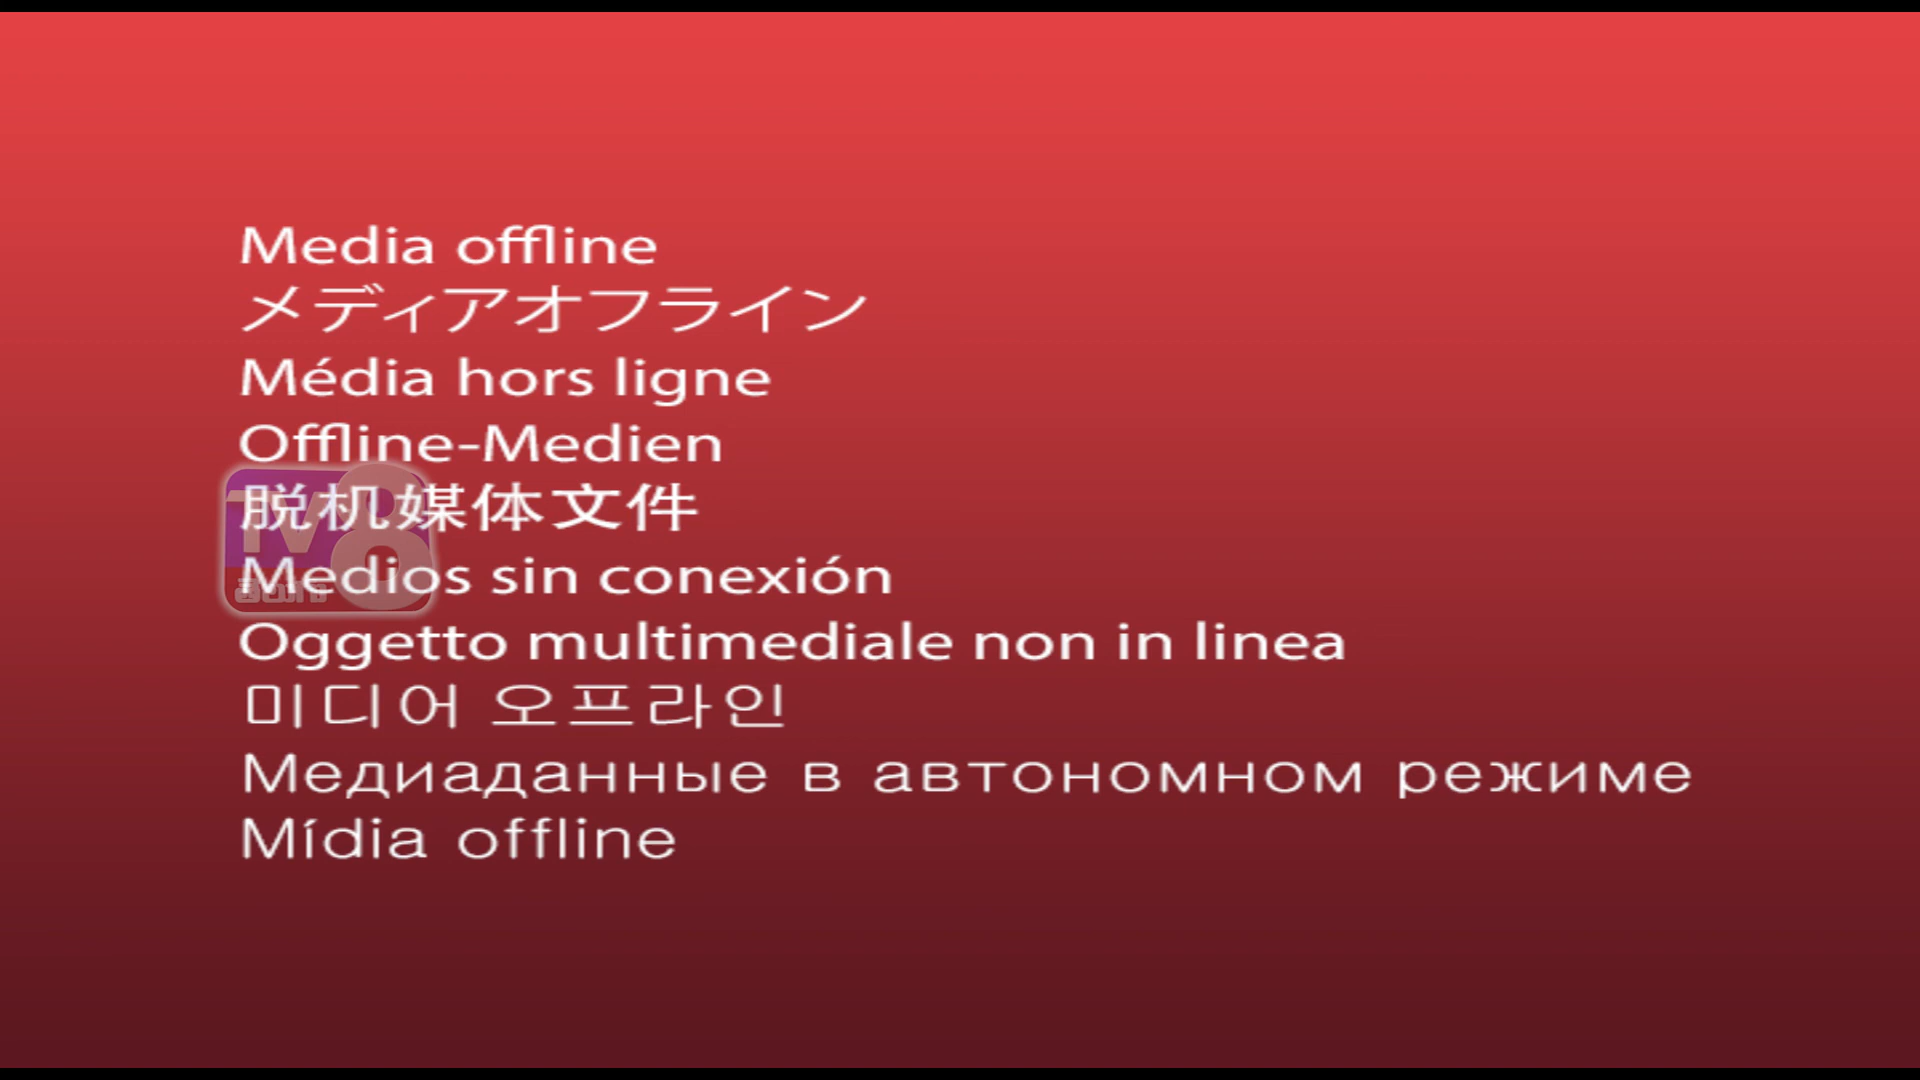 Media offline
メディアオフライン
Média hors ligne
Offline-Medien
TV8
脱机媒体文件
Medios sin conexión
తెలుగు
Oggetto multimediale non in linea
미디어 오프라인
Медиаданные в автономном режиме
Mídia offline